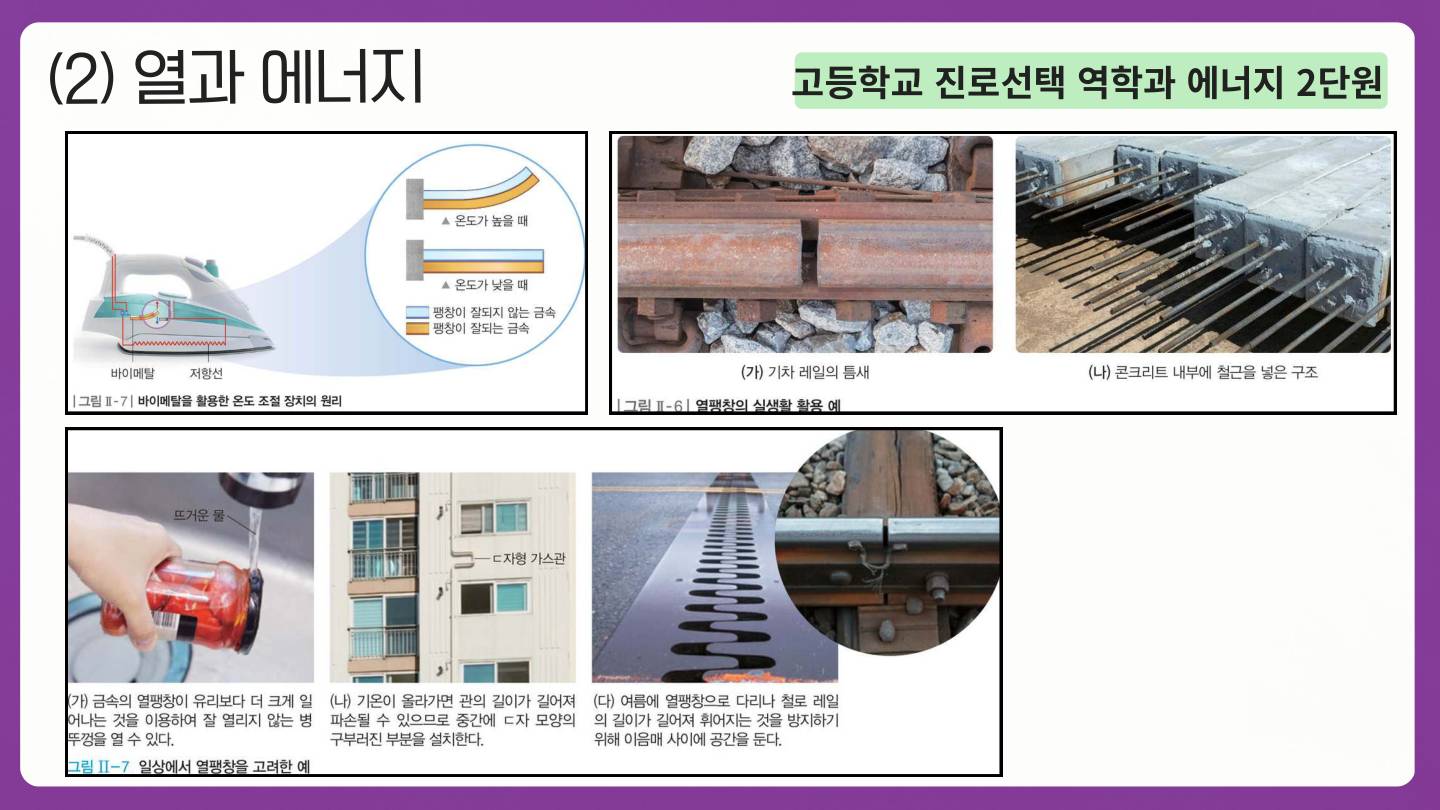 (2) 열과 에너지
고등학교 진로선택 역학과 에너지 2단원
▲ 온도가 높을 때
▲ 온도가 낮을 때
팽창이 잘되지 않는 금속
팽창이 잘되는 금속
바이메탈
저항선
|그림 Ⅱ-7| 바이메탈을 활용한 온도 조절 장치의 원리
(가) 기차 레일의 틈새
(나) 콘크리트 내부에 철근을 넣은 구조
|그림 Ⅱ-6| 열팽창의 실생활 활용 예
뜨거운 물
ㄷ자형 가스관
(가) 금속의 열팽창이 유리보다 더 크게 일
어나는 것을 이용하여 잘 열리지 않는 병
뚜껑을 열 수 있다.
(나) 기온이 올라가면 관의 길이가 길어져
파손될 수 있으므로 중간에 ㄷ자 모양의
구부러진 부분을 설치한다.
(다) 여름에 열팽창으로 다리나 철로 레일
의 길이가 길어져 휘어지는 것을 방지하기
위해 이음매 사이에 공간을 둔다.
그림 Ⅱ-7 일상에서 열팽창을 고려한 예